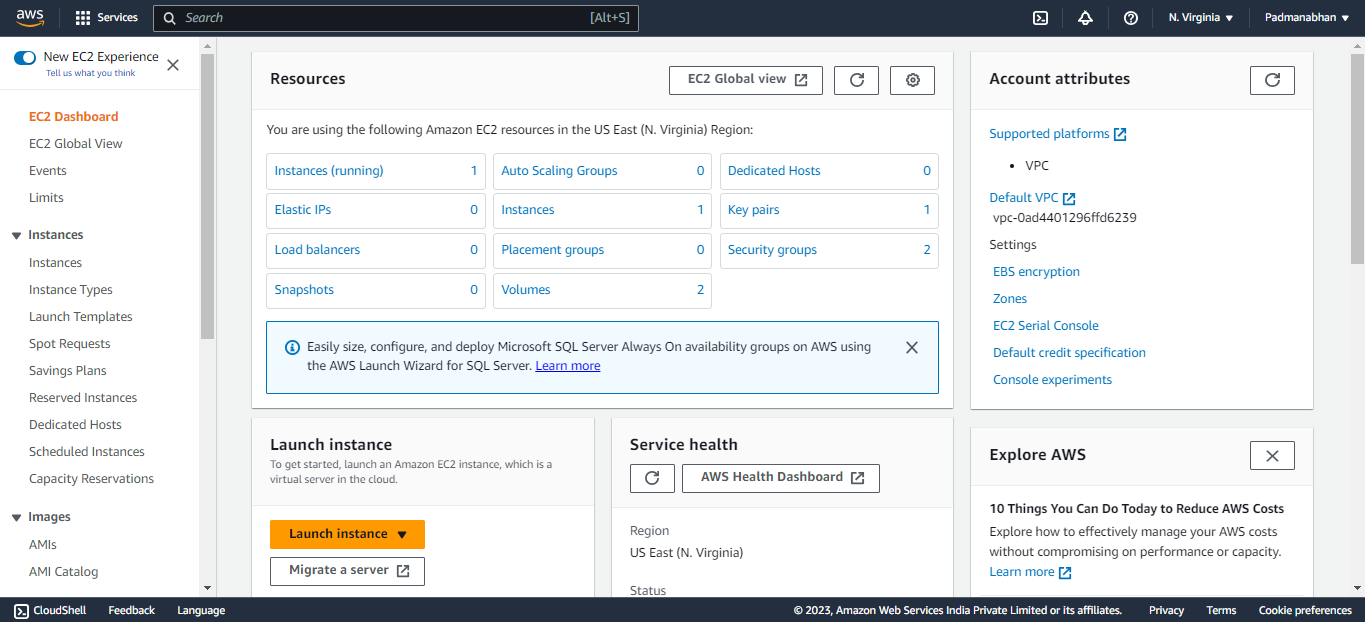 aws
Services
Search
[Alt+S]
N. Virginia
Padmanabhan
New EC2 Experience
Tell us what you think
EC2 Dashboard
EC2 Global View
Events
Limits
Instances
Instances
Instance Types
Launch Templates
Spot Requests
Savings Plans
Reserved Instances
Dedicated Hosts
Scheduled Instances
Capacity Reservations
Images
AMIs
AMI Catalog
Resources
EC2 Global view
You are using the following Amazon EC2 resources in the US East (N. Virginia) Region:
Instances (running) 1
Auto Scaling Groups 0
Dedicated Hosts 0
Elastic IPs 0
Instances 1
Key pairs 1
Load balancers 0
Placement groups 0
Security groups 2
Snapshots 0
Volumes 2
Easily size, configure, and deploy Microsoft SQL Server Always On availability groups on AWS using
the AWS Launch Wizard for SQL Server. Learn more
Launch instance
To get started, launch an Amazon EC2 instance, which is a
virtual server in the cloud.
Launch instance
Migrate a server
Service health
AWS Health Dashboard
Region
US East (N. Virginia)
Status
Account attributes
Supported platforms
• VPC
Default VPC
vpc-0ad4401296ffd6239
Settings
EBS encryption
Zones
EC2 Serial Console
Default credit specification
Console experiments
Explore AWS
10 Things You Can Do Today to Reduce AWS Costs
Explore how to effectively manage your AWS costs
without compromising on performance or capacity.
Learn more
CloudShell
Feedback
Language
© 2023, Amazon Web Services India Private Limited or its affiliates.
Privacy
Terms
Cookie preferences